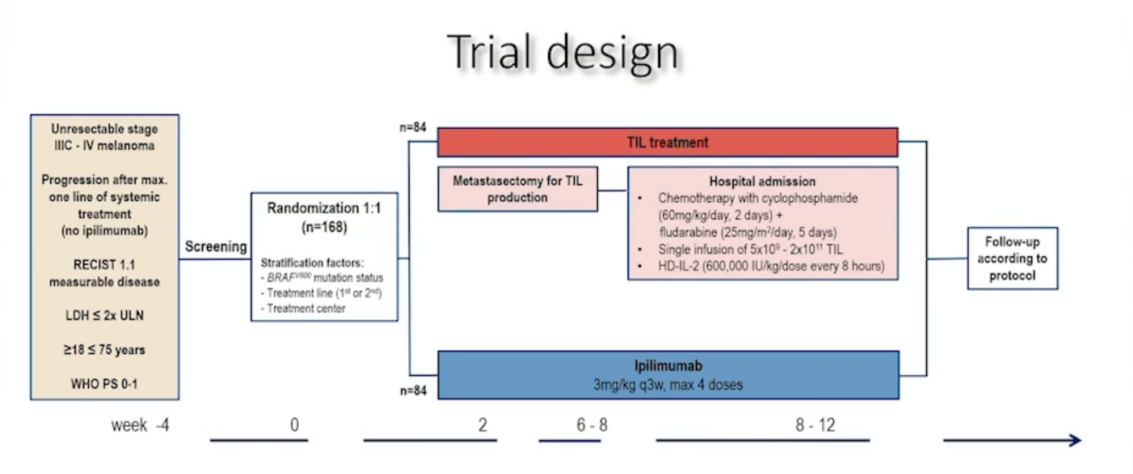 Trial design
Unresectable stage
IIIC - IV melanoma
Progression after max.
one line of systemic
treatment
(no ipilimumab)
RECIST 1.1
measurable disease
LDH ≤ 2x ULN
≥18 ≤ 75 years
WHO PS 0-1
Screening
Randomization 1:1
(n=168)
Stratification factors:
- BRAFV600 mutation status
- Treatment line (1st or 2nd)
- Treatment center
n=84
TIL treatment
Metastasectomy for TIL
production
Hospital admission
• Chemotherapy with cyclophosphamide
(60mg/kg/day, 2 days) +
fludarabine (25mg/m²/day, 5 days)
• Single infusion of 5x10⁹ - 2x10¹¹ TIL
• HD-IL-2 (600,000 IU/kg/dose every 8 hours)
n=84
Ipilimumab
3mg/kg q3w, max 4 doses
Follow-up
according to
protocol
week -4 0 2 6 - 8 8 - 12